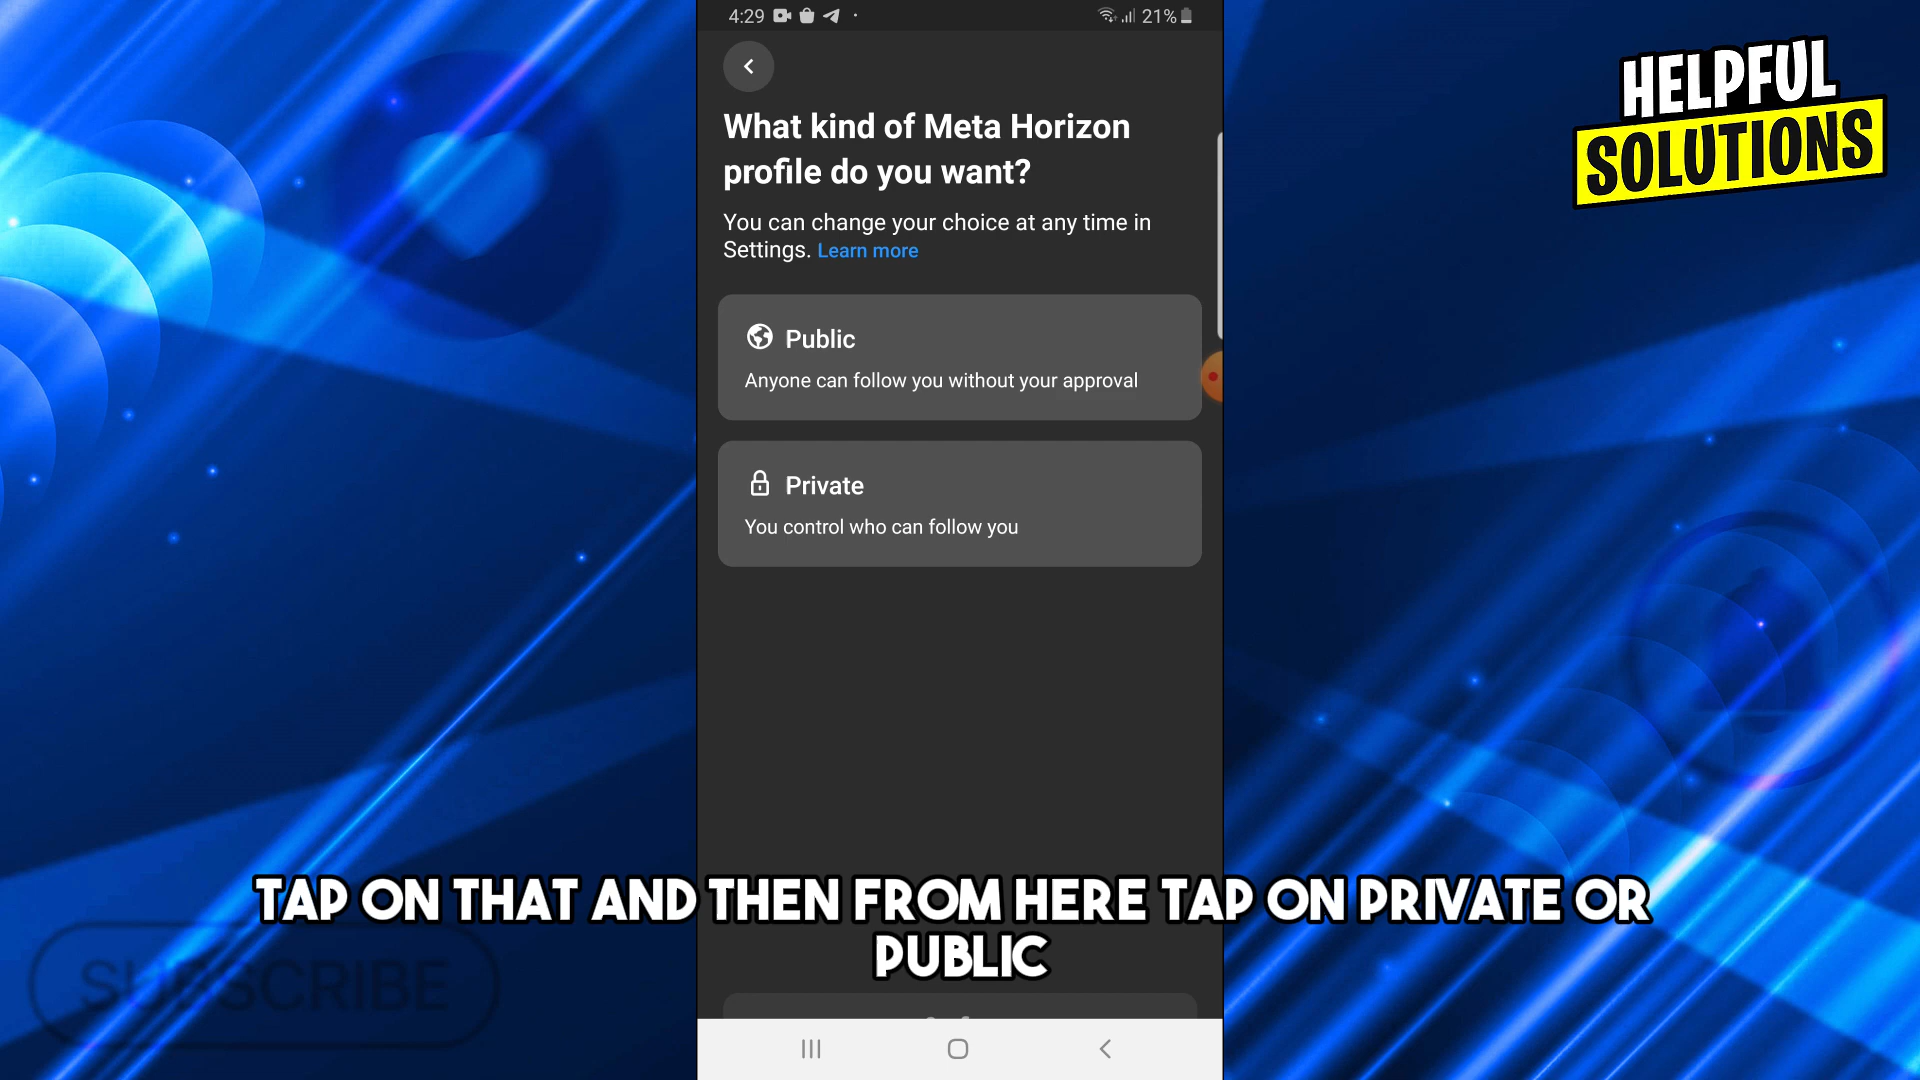 4:29
21%
HELPFUL
SOLUTIONS
What kind of Meta Horizon
profile do you want?
You can change your choice at any time in
Settings. Learn more
Public
Anyone can follow you without your approval
Private
You control who can follow you
TAP ON THAT AND THEN FROM HERE TAP ON PRIVATE OR
PUBLIC
SUBSCRIBE